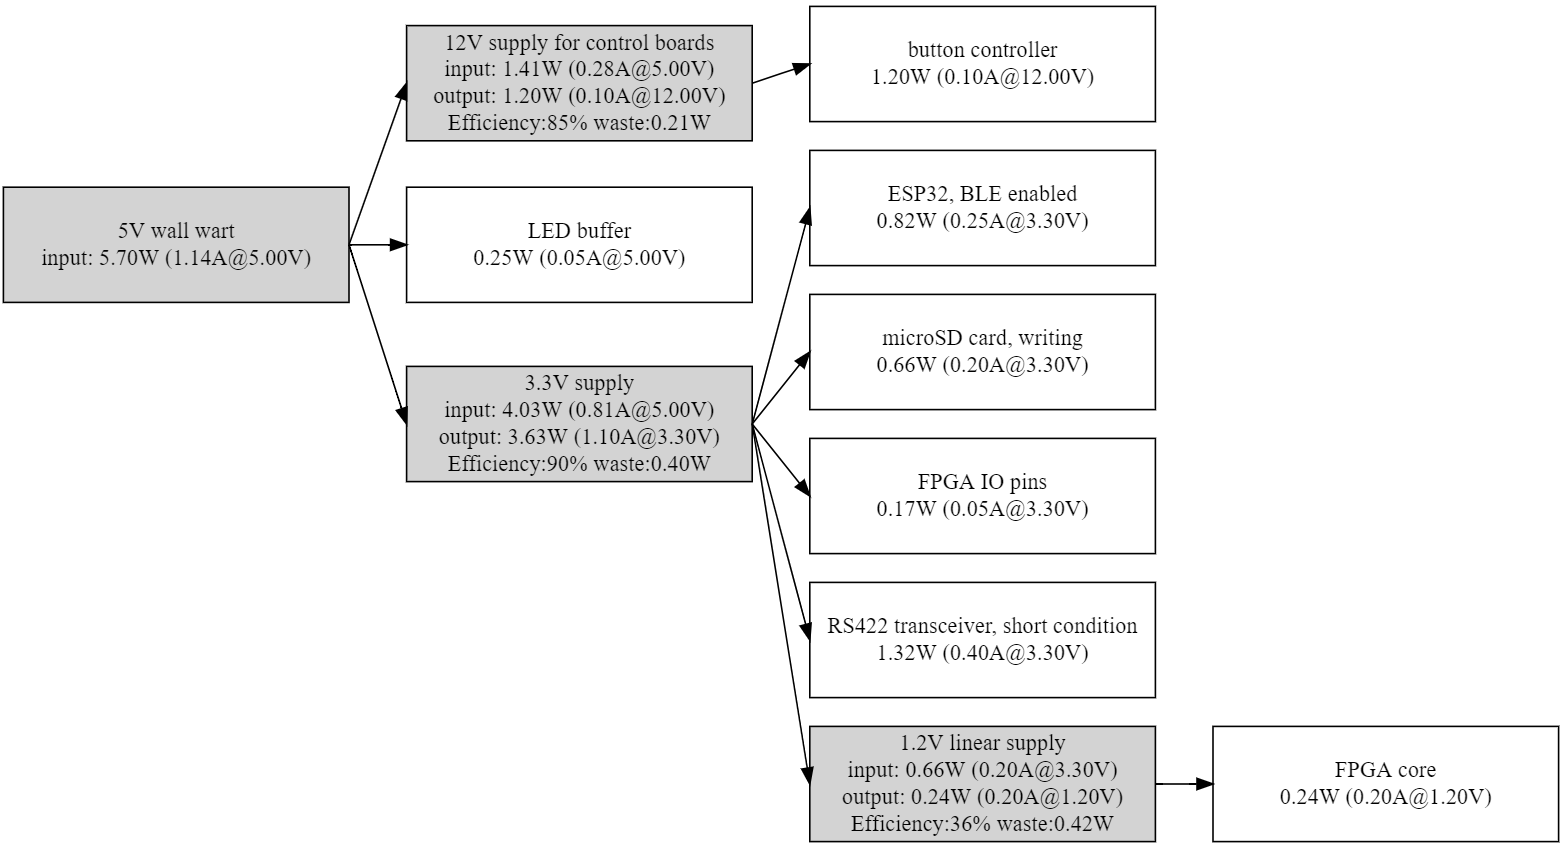 5V wall wart
input: 5.70W (1.14A@5.00V)
12V supply for control boards
input: 1.41W (0.28A@5.00V)
output: 1.20W (0.10A@12.00V)
Efficiency:85% waste:0.21W
button controller
1.20W (0.10A@12.00V)
LED buffer
0.25W (0.05A@5.00V)
3.3V supply
input: 4.03W (0.81A@5.00V)
output: 3.63W (1.10A@3.30V)
Efficiency:90% waste:0.40W
ESP32, BLE enabled
0.82W (0.25A@3.30V)
microSD card, writing
0.66W (0.20A@3.30V)
FPGA IO pins
0.17W (0.05A@3.30V)
RS422 transceiver, short condition
1.32W (0.40A@3.30V)
1.2V linear supply
input: 0.66W (0.20A@3.30V)
output: 0.24W (0.20A@1.20V)
Efficiency:36% waste:0.42W
FPGA core
0.24W (0.20A@1.20V)